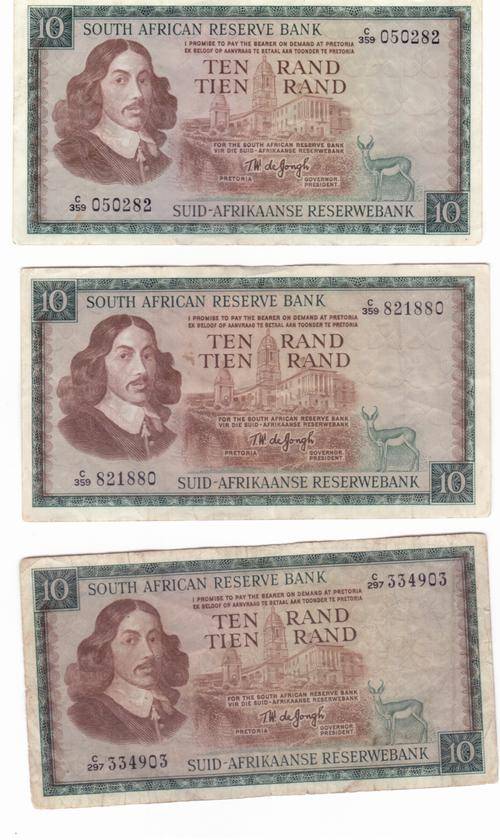 10
SOUTH AFRICAN RESERVE BANK
C/359 050282
I PROMISE TO PAY THE BEARER ON DEMAND AT PRETORIA
EK BELOOF OM AANVRAAG TE BETAAL AAN TOONDER TE PRETORIA
TEN RAND
TIEN RAND
FOR THE SOUTH AFRICAN RESERVE BANK
VIR DIE SUID-AFRIKAANSE RESERWEBANK
T.W. de Jongh
PRETORIA GOVERNOR
PRESIDENT
C/359 050282
SUID-AFRIKAANSE RESERWEBANK
10
10
SOUTH AFRICAN RESERVE BANK
C/359 821880
I PROMISE TO PAY THE BEARER ON DEMAND AT PRETORIA
EK BELOOF OM AANVRAAG TE BETAAL AAN TOONDER TE PRETORIA
TEN RAND
TIEN RAND
FOR THE SOUTH AFRICAN RESERVE BANK
VIR DIE SUID-AFRIKAANSE RESERWEBANK
T.W. de Jongh
PRETORIA GOVERNOR
PRESIDENT
C/359 821880
SUID-AFRIKAANSE RESERWEBANK
10
10
SOUTH AFRICAN RESERVE BANK
C/297 334903
I PROMISE TO PAY THE BEARER ON DEMAND AT PRETORIA
EK BELOOF OM AANVRAAG TE BETAAL AAN TOONDER TE PRETORIA
TEN RAND
TIEN RAND
FOR THE SOUTH AFRICAN RESERVE BANK
VIR DIE SUID-AFRIKAANSE RESERWEBANK
T.W. de Jongh
PRETORIA GOVERNOR
PRESIDENT
C/297 334903
SUID-AFRIKAANSE RESERWEBANK
10